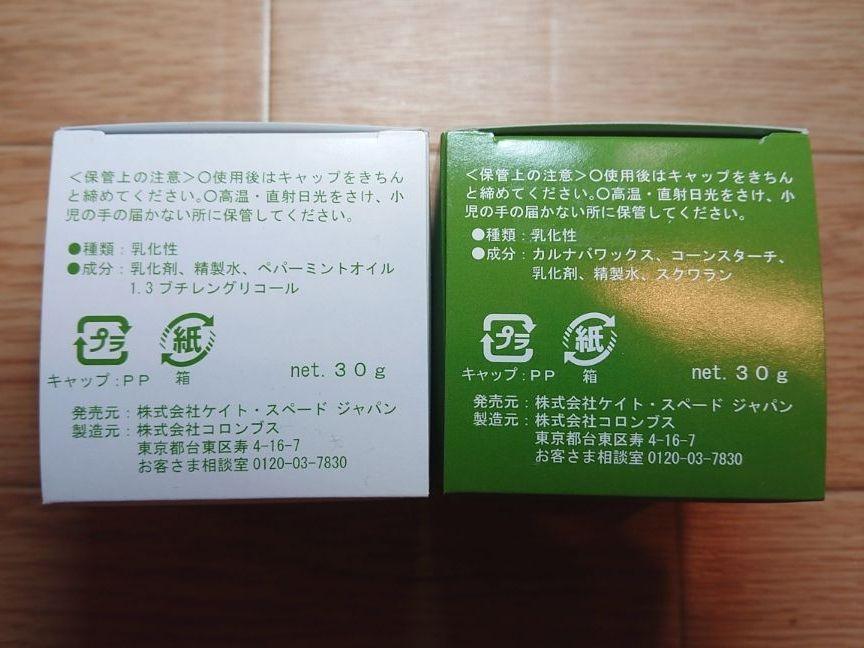 ＜保管上の注意＞○使用後はキャップをきちん
と締めてください。○高温・直射日光をさけ、小
児の手の届かない所に保管してください。
●種類：乳化性
●成分：乳化剤、精製水、ペパーミントオイル
1.3ブチレングリコール
プラ
紙
キャップ：ＰＰ
箱
net.３０ｇ
発売元：株式会社ケイト・スペード ジャパン
製造元：株式会社コロンブス
東京都台東区寿4-16-7
お客さま相談室0120-03-7830
＜保管上の注意＞○使用後はキャップをきちん
と締めてください。○高温・直射日光をさけ、小
児の手の届かない所に保管してください。
●種類：乳化性
●成分：カルナバワックス、コーンスターチ、
乳化剤、精製水、スクワラン
プラ
紙
キャップ：ＰＰ
箱
net.３０ｇ
発売元：株式会社ケイト・スペード ジャパン
製造元：株式会社コロンブス
東京都台東区寿4-16-7
お客さま相談室0120-03-7830